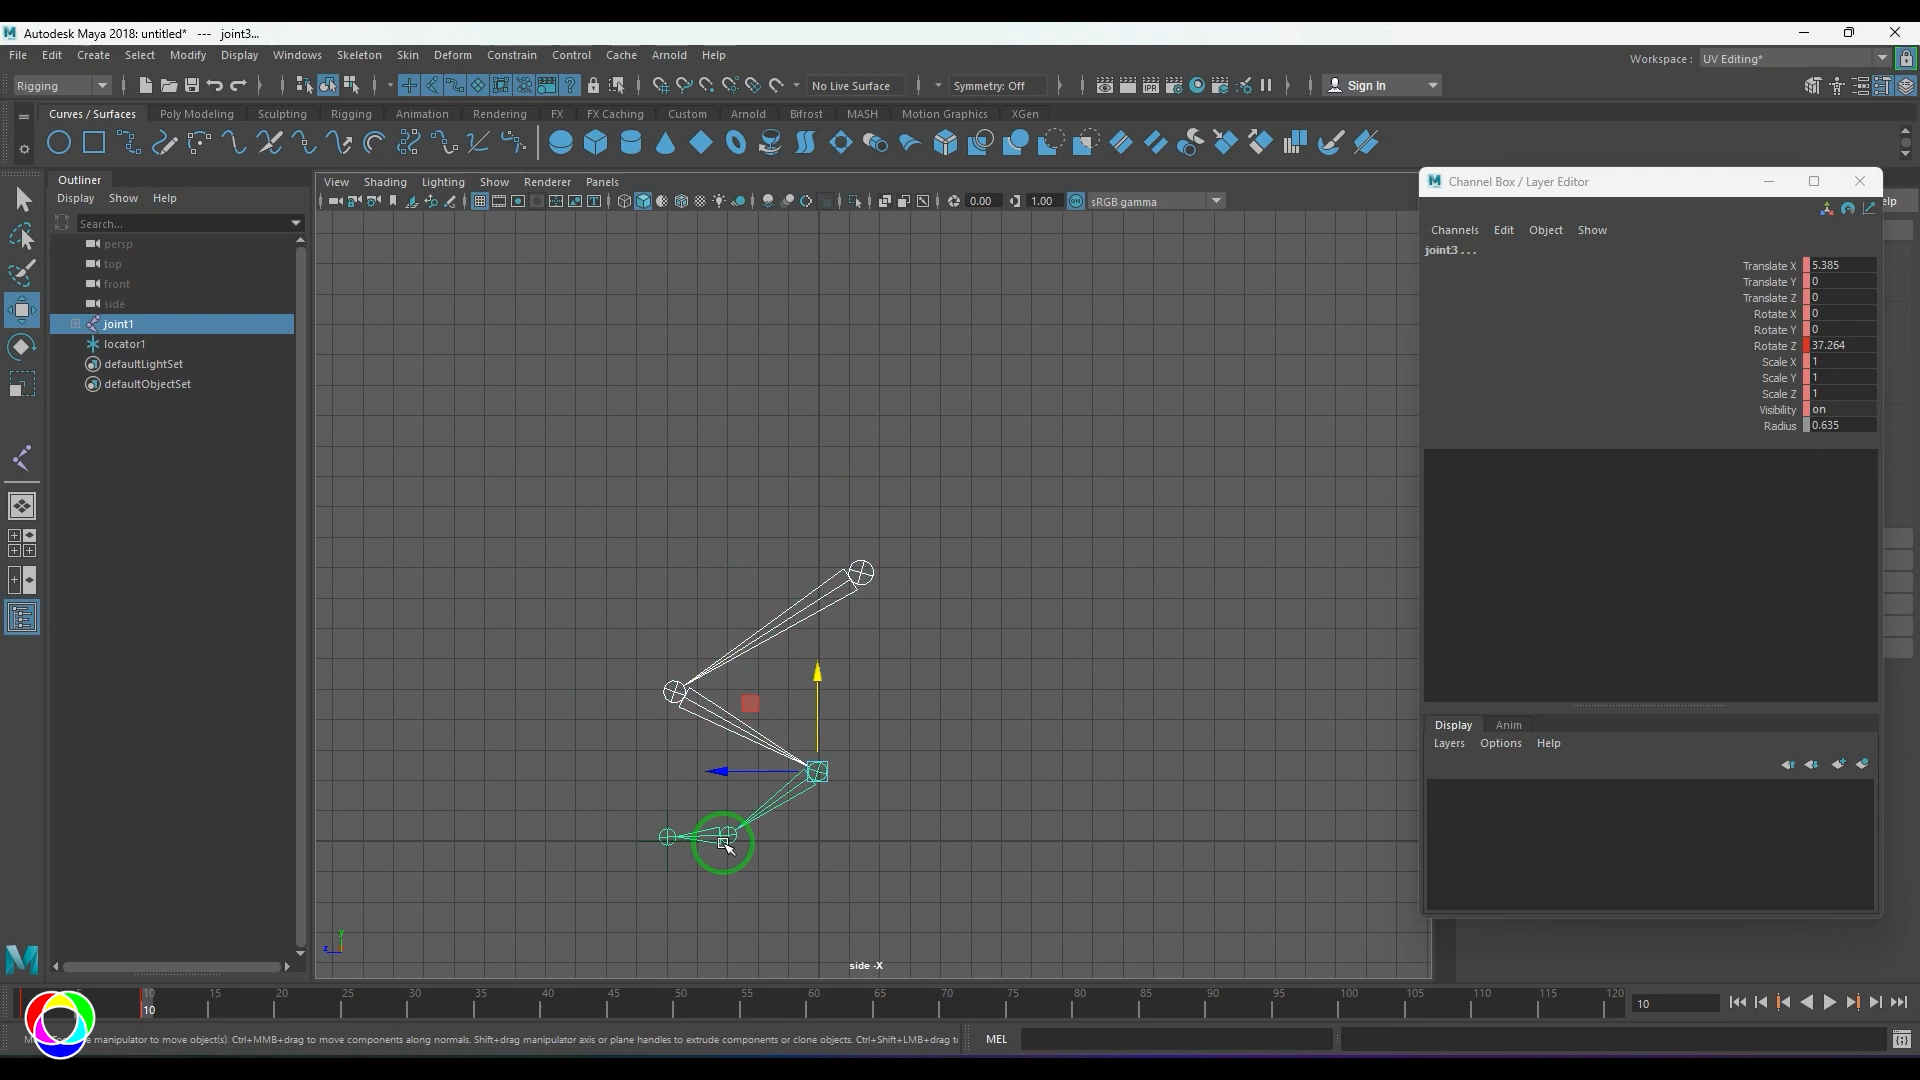 Autodesk Maya 2018: untitled* --- joint3...
File Edit Create Select Modify Display Windows Skeleton Skin Deform Constrain Control Cache Arnold Help
Workspace : UV Editing*
Rigging No Live Surface Symmetry: Off Sign In
Curves / Surfaces Poly Modeling Sculpting Rigging Animation Rendering FX FX Caching Custom Arnold Bifrost MASH Motion Graphics XGen
Outliner
Display Show Help
Search...
persp
top
front
side
joint1
locator1
defaultLightSet
defaultObjectSet
View Shading Lighting Show Renderer Panels
0.00 1.00 ON sRGB gamma
side -X
y
z
Channel Box / Layer Editor
elp
Channels Edit Object Show
joint3 . . .
Translate X 5.385
Translate Y 0
Translate Z 0
Rotate X 0
Rotate Y 0
Rotate Z 37.264
Scale X 1
Scale Y 1
Scale Z 1
Visibility on
Radius 0.635
Display Anim
Layers Options Help
10 15 20 25 30 35 40 45 50 55 60 65 70 75 80 85 90 95 100 105 110 115 120
10
10
manipulator to move object(s). Ctrl+MMB+drag to move components along normals. Shift+drag manipulator axis or plane handles to extrude components or clone objects. Ctrl+Shift+LMB+drag
MEL